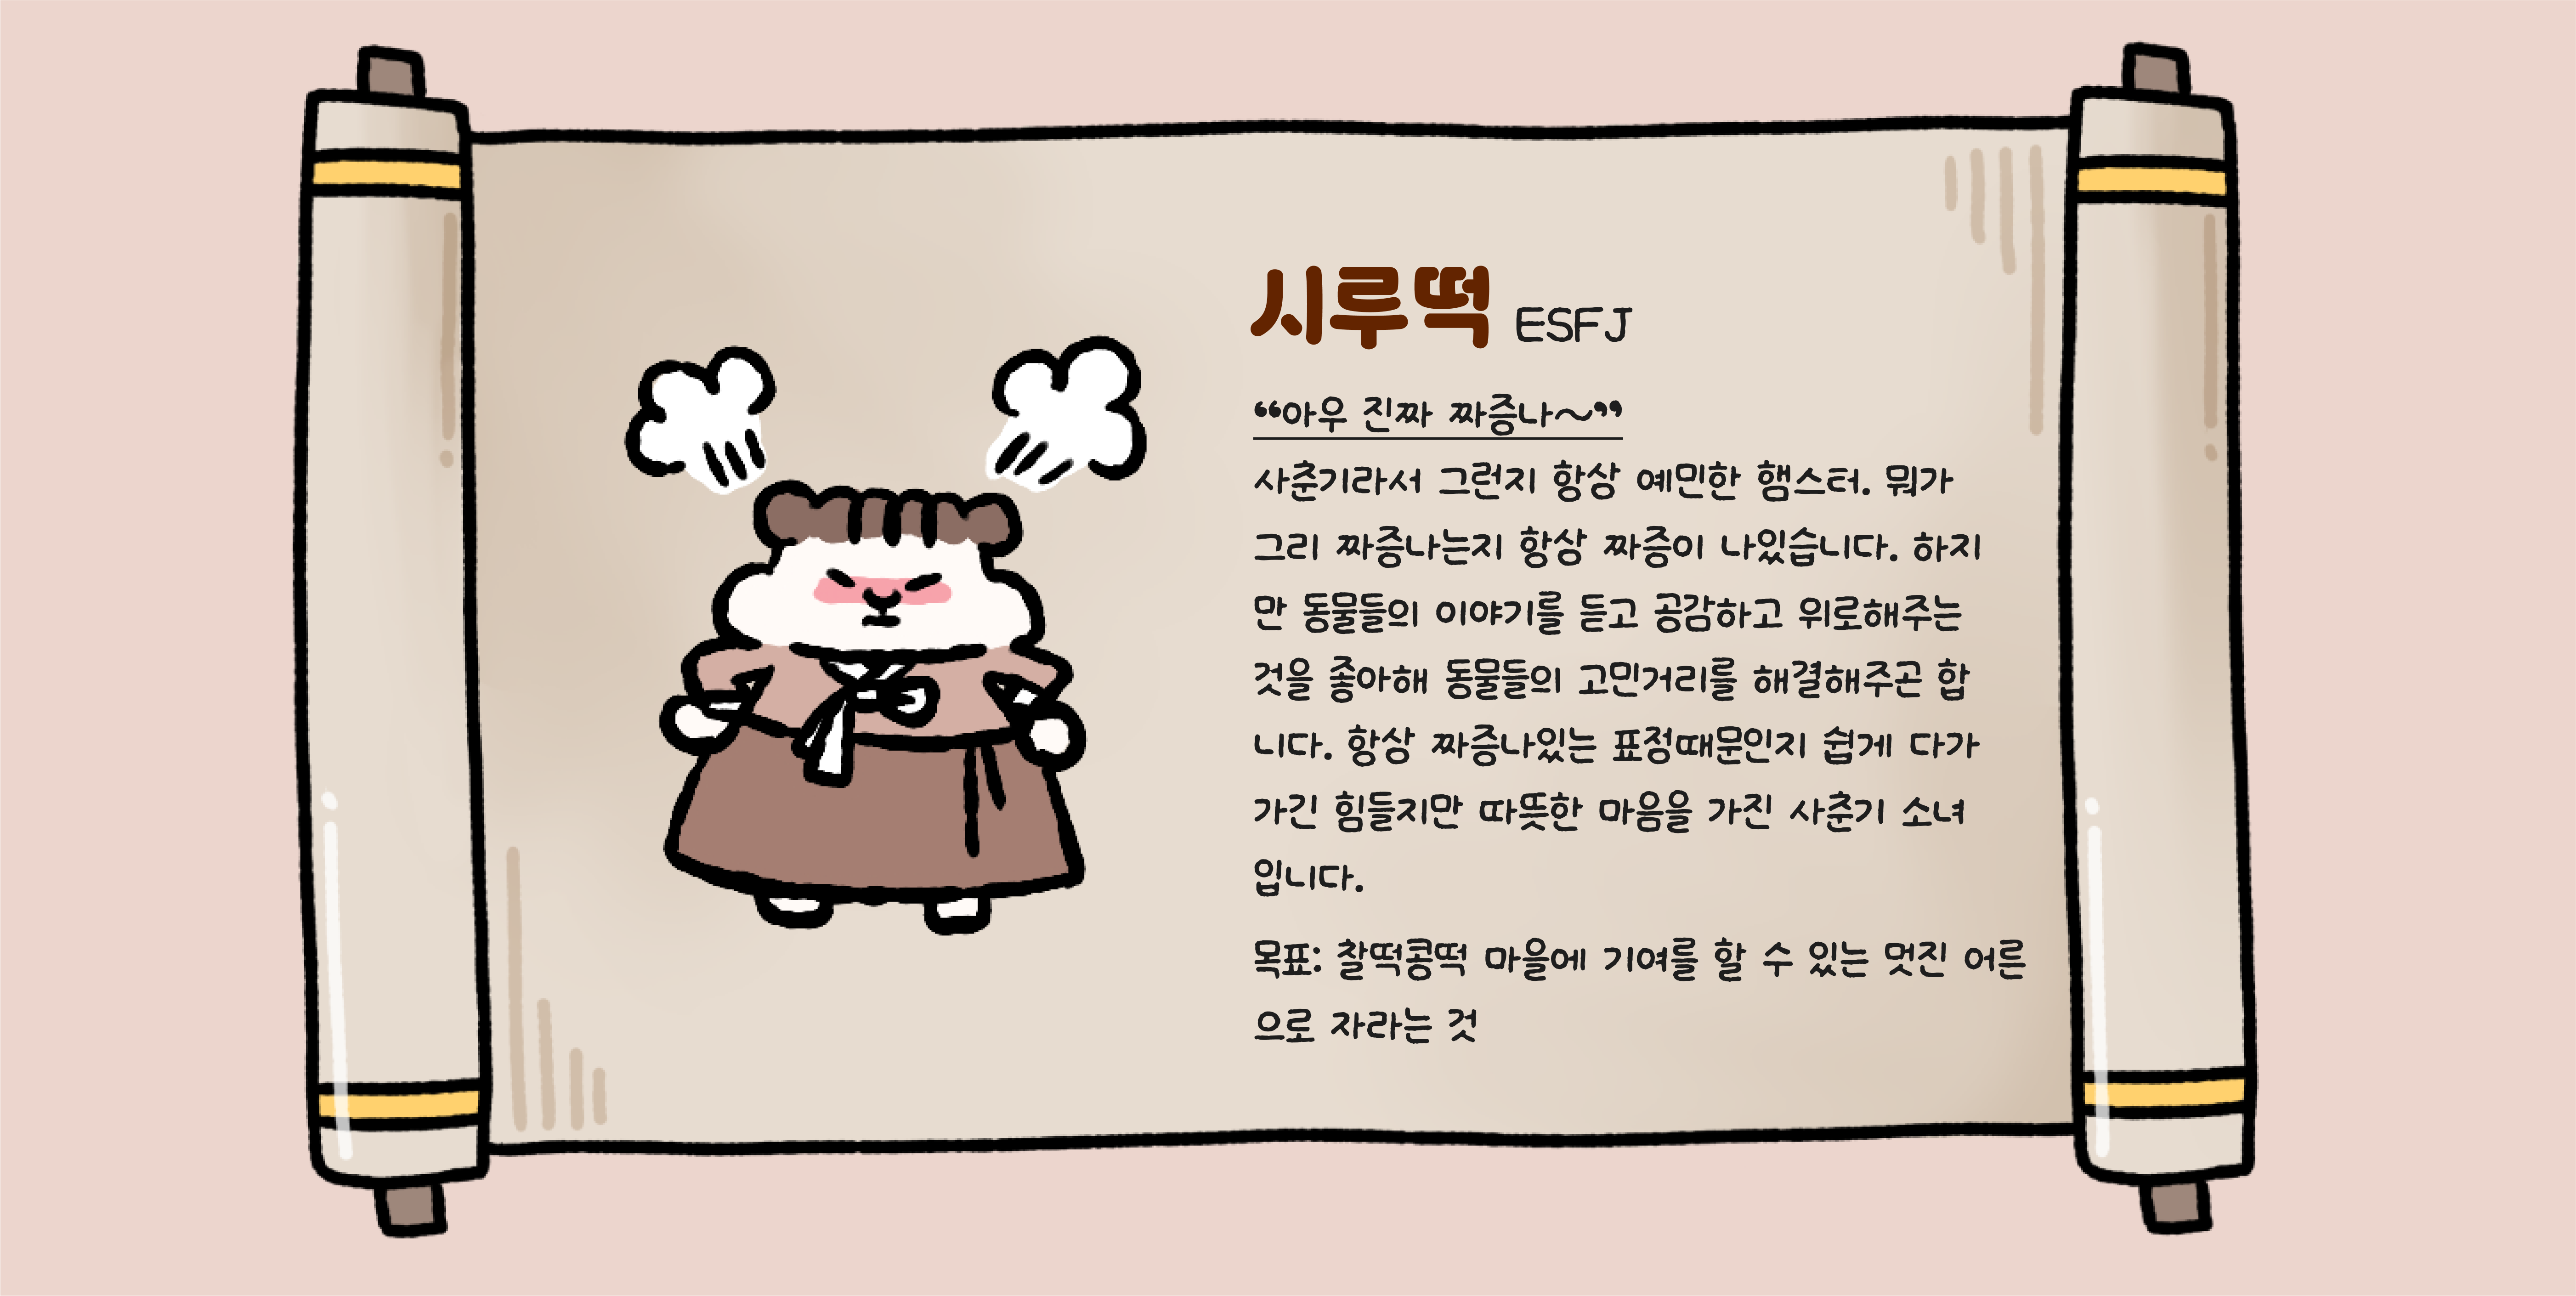 시루떡 ESFJ
“아우 진짜 짜증나~”
사춘기라서 그런지 항상 예민한 햄스터. 뭐가
그리 짜증나는지 항상 짜증이 나있습니다. 하지
만 동물들의 이야기를 듣고 공감하고 위로해주는
것을 좋아해 동물들의 고민거리를 해결해주곤 합
니다. 항상 짜증나있는 표정때문인지 쉽게 다가
가긴 힘들지만 따뜻한 마음을 가진 사춘기 소녀
입니다.
목표: 찰떡콩떡 마을에 기여를 할 수 있는 멋진 어른
으로 자라는 것